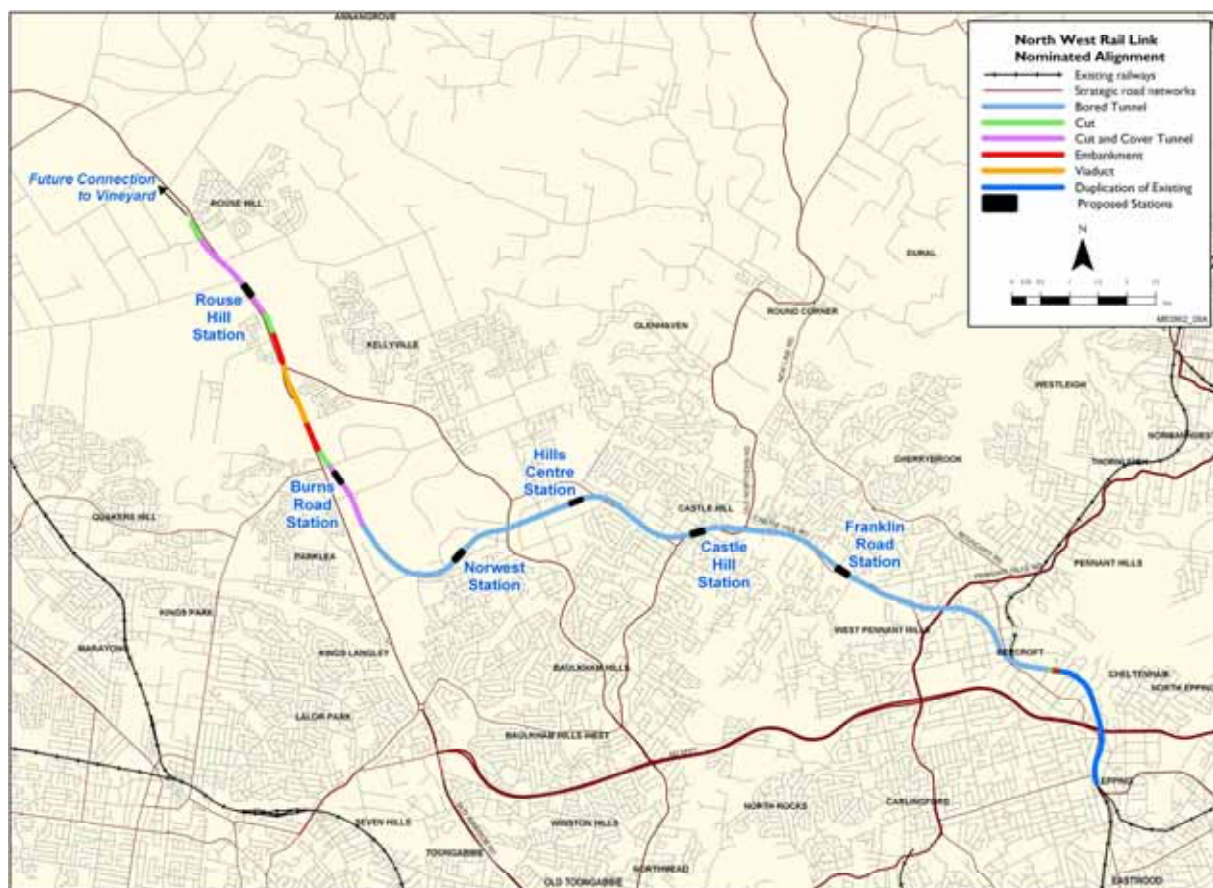 ANNANGROVE
North West Rail Link
Nominated Alignment
Existing railways
Strategic road networks
Bored Tunnel
Cut
Cut and Cover Tunnel
Embankment
Viaduct
Duplication of Existing
Proposed Stations
N
Future Connection
to Vineyard
ROUSE HILL
DURAL
Rouse
Hill
Station
ROUND CORNER
GLENHAVEN
KELLYVILLE
WESTLEIGH
THORNLEIGH
CHERRYBROOK
Hills
Centre
Station
Burns
Road
Station
QUAKERS HILL
PARKLEA
Norwest
Station
CASTLE HILL
Castle
Hill
Station
Franklin
Road
Station
PENNANT HILLS
KINGS PARK
WEST PENNANT HILLS
MARAYONG
KINGS LANGLEY
BAULKHAM HILLS
BEECROFT
CHELTENHAM
NORTH EPPING
LALOR PARK
BAULKHAM HILLS WEST
EPPING
SEVEN HILLS
WINSTON HILLS
NORTH ROCKS
CARLINGFORD
TOONGABBIE
OLD TOONGABBIE
NORTHMEAD
EASTWOOD